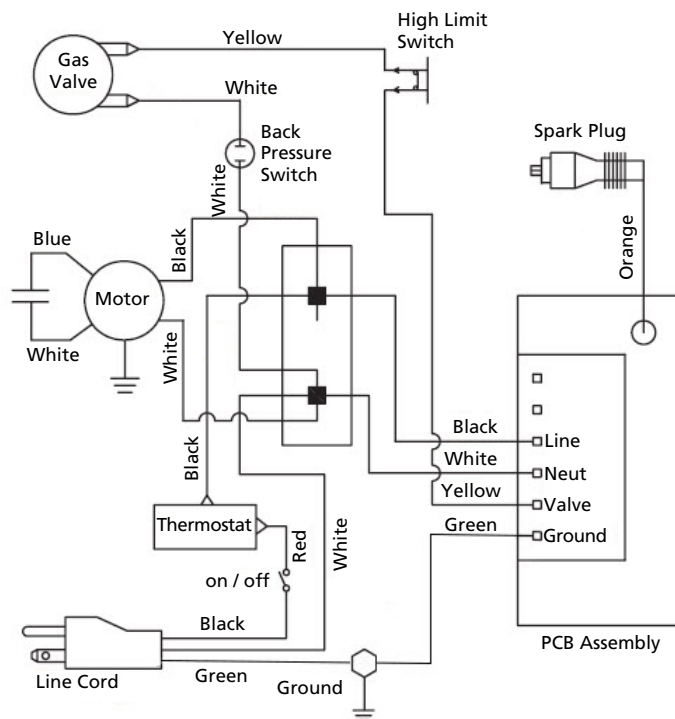 High Limit
Switch
Yellow
Gas
Valve
White
Back
Pressure
Switch
Spark Plug
White
Orange
Blue
Black
Motor
White
White
Black
Line
White
Neut
Yellow
Valve
Green
Ground
Black
Thermostat
Red
White
on / off
Black
PCB Assembly
Line Cord
Green
Ground